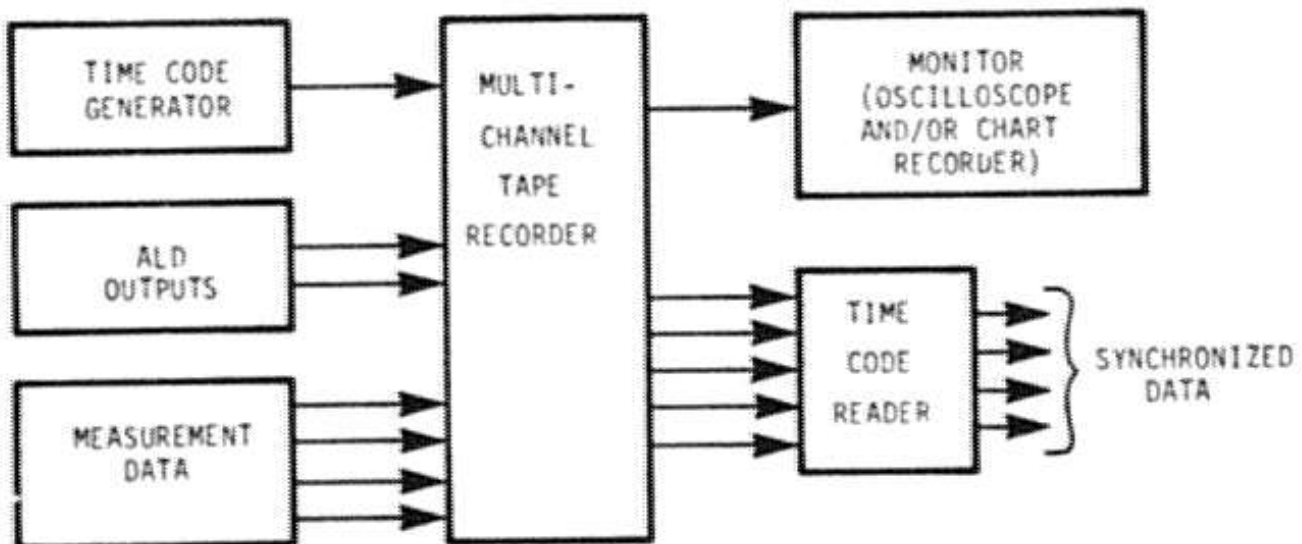 TIME CODE
GENERATOR
ALD
OUTPUTS
MEASUREMENT
DATA
MULTI-
CHANNEL
TAPE
RECORDER
MONITOR
(OSCILLOSCOPE
AND/OR CHART
RECORDER)
TIME
CODE
READER
SYNCHRONIZED
DATA